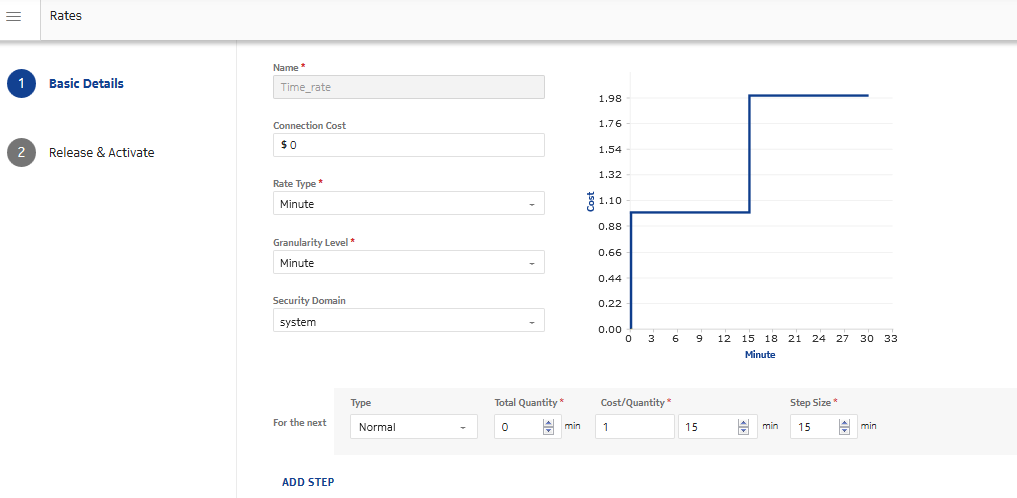 Rates
1 Basic Details
2 Release & Activate
Name *
Time_rate
Connection Cost
$ 0
Rate Type *
Minute
Granularity Level *
Minute
Security Domain
system
Cost
1.98
1.76
1.54
1.32
1.10
0.88
0.66
0.44
0.22
0.00
0 3 6 9 12 15 18 21 24 27 30 33
Minute
For the next
Type
Normal
Total Quantity *
0 min
Cost/Quantity *
1 15 min
Step Size *
15 min
ADD STEP